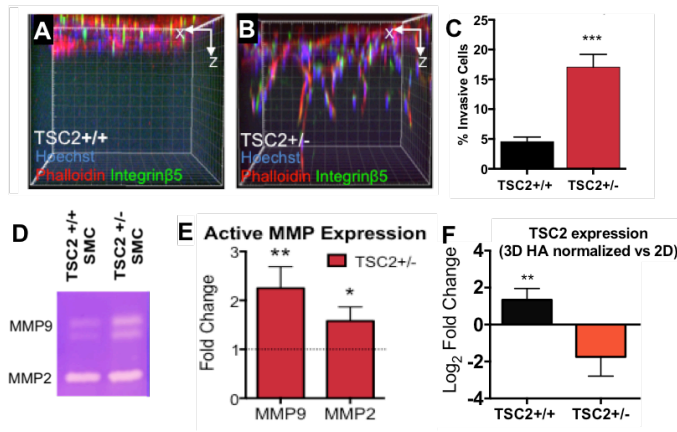 A
X
Z
TSC2+/+
Hoechst
Phalloidin Integrinβ5
B
X
Z
TSC2+/-
Hoechst
Phalloidin Integrinβ5
C
% Invasive Cells
25
20
15
10
5
0
***
TSC2+/+
TSC2+/-
D
TSC2 +/+
SMC
TSC2 +/-
SMC
MMP9
MMP2
E
Active MMP Expression
TSC2+/-
Fold Change
3
2
1
0
**
*
MMP9
MMP2
F
TSC2 expression
(3D HA normalized vs 2D)
Log2 Fold Change
4
2
0
-2
-4
**
TSC2+/+
TSC2+/-